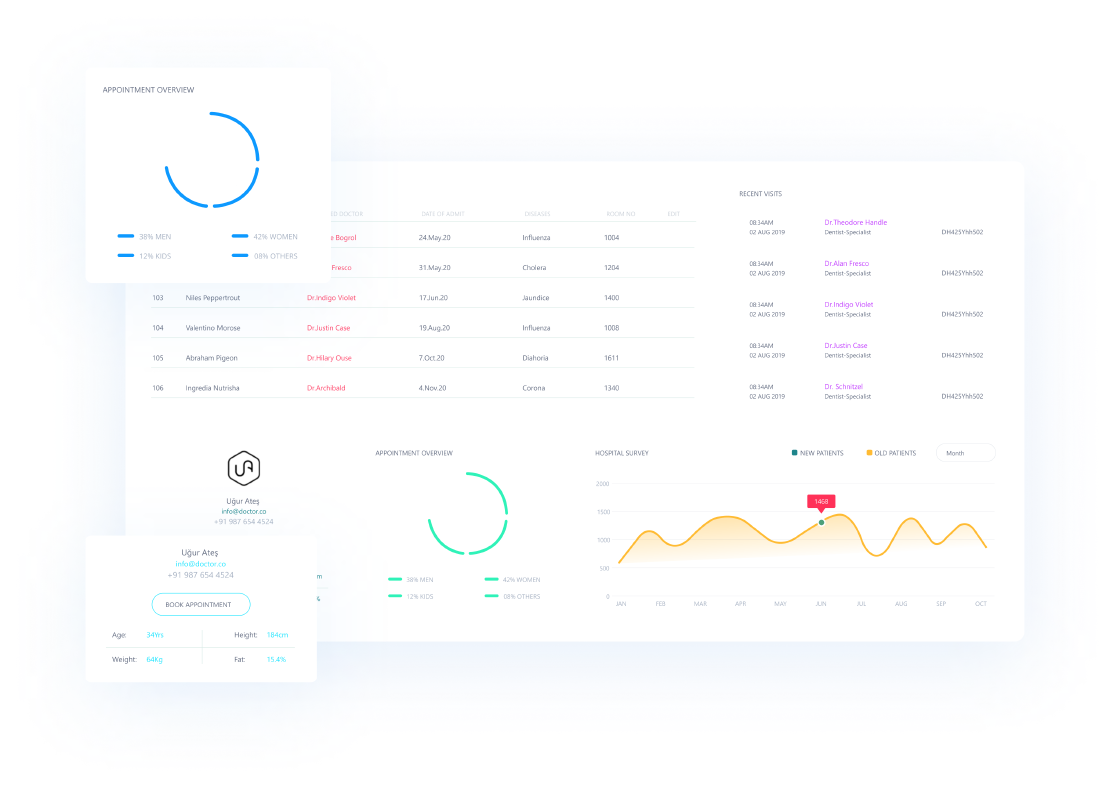 APPOINTMENT OVERVIEW
38% MEN
42% WOMEN
12% KIDS
08% OTHERS
DOCTOR DATE OF ADMIT DISEASES ROOM NO EDIT
Bogrol 24.May.20 Influenza 1004
Fresco 31.May.20 Cholera 1204
103 Niles Peppertrout Dr.Indigo Violet 17.Jun.20 Jaundice 1400
104 Valentino Morose Dr.Justin Case 19.Aug.20 Influenza 1008
105 Abraham Pigeon Dr.Hilary Ouse 7.Oct.20 Diahoria 1611
106 Ingredia Nutrisha Dr.Archibald 4.Nov.20 Corona 1340
RECENT VISITS
08:34AM Dr.Theodore Handle
02 AUG 2019 Dentist-Specialist DH425Yhh502
08:34AM Dr.Alan Fresco
02 AUG 2019 Dentist-Specialist DH425Yhh502
08:34AM Dr.Indigo Violet
02 AUG 2019 Dentist-Specialist DH425Yhh502
08:34AM Dr.Justin Case
02 AUG 2019 Dentist-Specialist DH425Yhh502
08:34AM Dr. Schnitzel
02 AUG 2019 Dentist-Specialist DH425Yhh502
Uğur Ateş
info@doctor.co
+91 987 654 4524
Uğur Ateş
info@doctor.co
+91 987 654 4524
BOOK APPOINTMENT
Age: 34Yrs Height: 184cm
Weight: 64Kg Fat: 15.4%
m
%
APPOINTMENT OVERVIEW
38% MEN 42% WOMEN
12% KIDS 08% OTHERS
HOSPITAL SURVEY NEW PATIENTS OLD PATIENTS Month
2000
1468
1500
1000
500
0
JAN FEB MAR APR MAY JUN JUL AUG SEP OCT